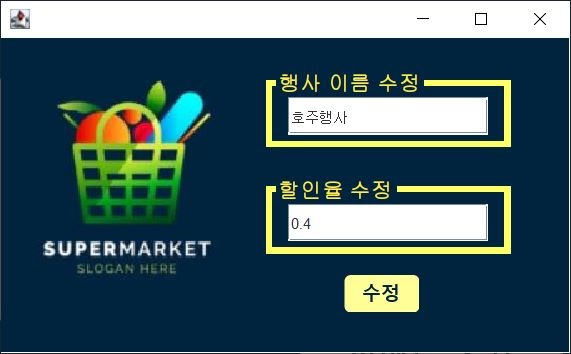 행사 이름 수정
호주행사
할인율 수정
0.4
수정
SUPERMARKET
SLOGAN HERE